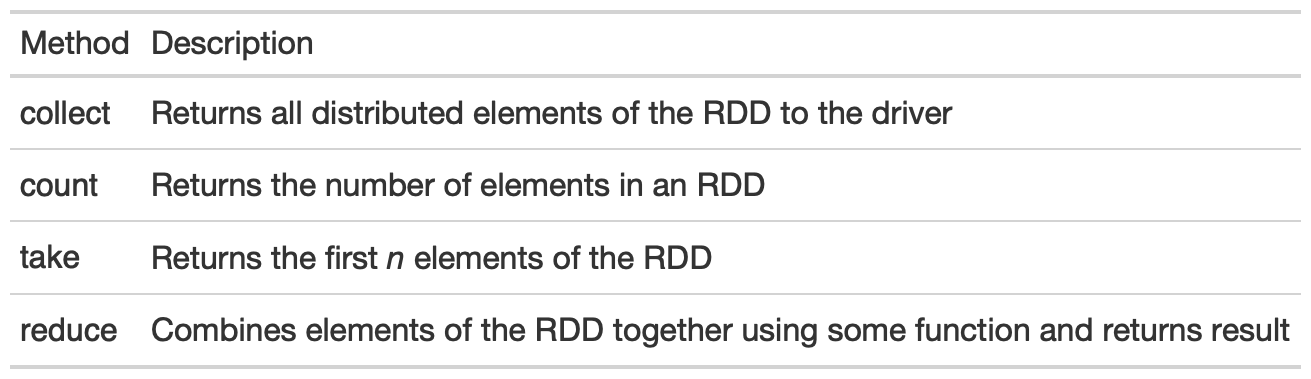 Method Description
collect Returns all distributed elements of the RDD to the driver
count Returns the number of elements in an RDD
take Returns the first n elements of the RDD
reduce Combines elements of the RDD together using some function and returns result